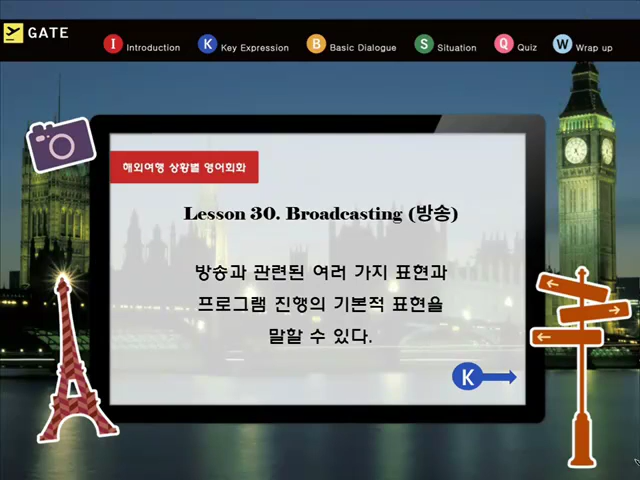 GATE
I Introduction K Key Expression B Basic Dialogue S Situation Q Quiz W Wrap up
해외여행 상황별 영어회화
Lesson 30. Broadcasting (방송)
방송과 관련된 여러 가지 표현과
프로그램 진행의 기본적 표현을
말할 수 있다.
K